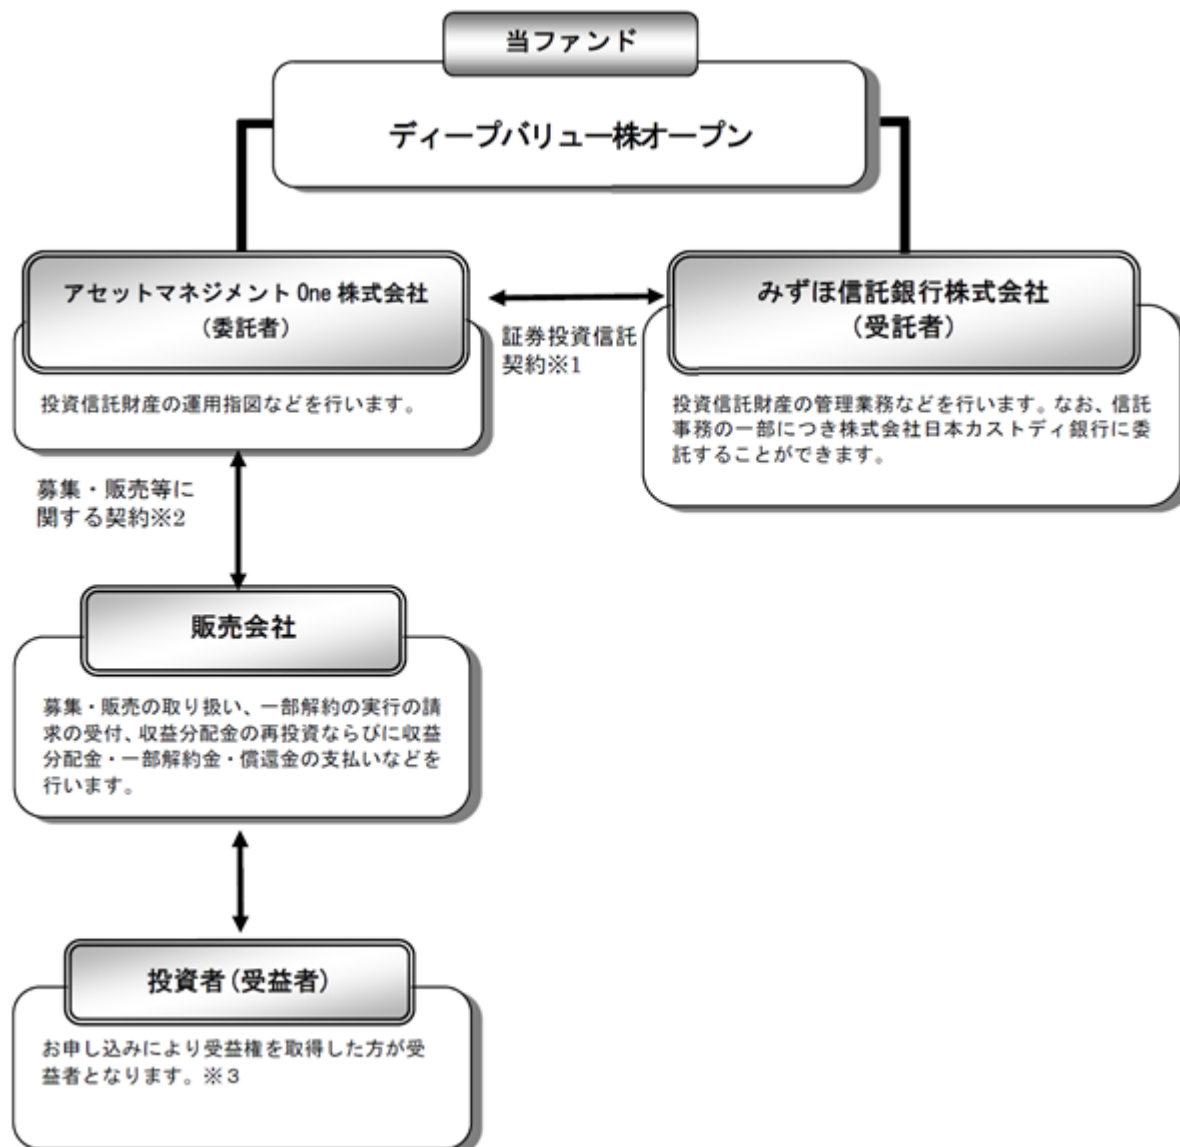 当ファンド
ディープバリュー株オープン
アセットマネジメント One 株式会社
（委託者）
投資信託財産の運用指図などを行います。
証券投資信託
契約※1
みずほ信託銀行株式会社
（受託者）
投資信託財産の管理業務などを行います。なお、信託
事務の一部につき株式会社日本カストディ銀行に委
託することができます。
募集・販売等に
関する契約※2
販売会社
募集・販売の取り扱い、一部解約の実行の請
求の受付、収益分配金の再投資ならびに収益
分配金・一部解約金・償還金の支払いなどを
行います。
投資者（受益者）
お申し込みにより受益権を取得した方が受
益者となります。※３